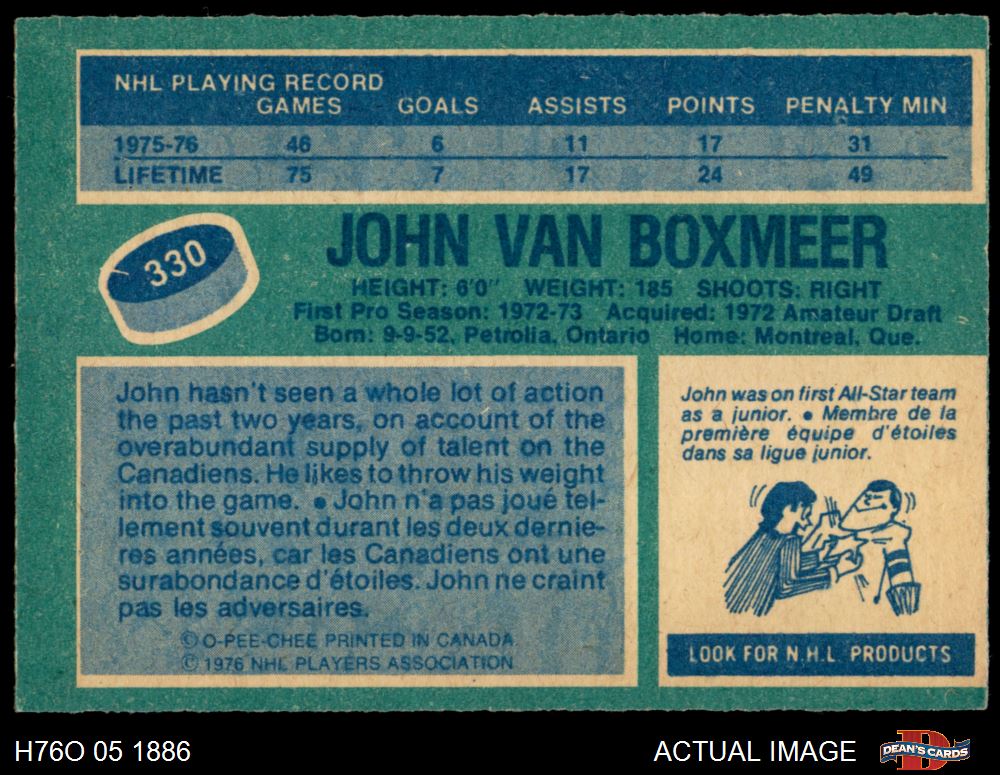 NHL PLAYING RECORD
GAMES GOALS ASSISTS POINTS PENALTY MIN
1975-76 46 6 11 17 31
LIFETIME 75 7 17 24 49
330
JOHN VAN BOXMEER
HEIGHT: 6'0" WEIGHT: 185 SHOOTS: RIGHT
First Pro Season: 1972-73 Acquired: 1972 Amateur Draft
Born: 9-9-52, Petrolia, Ontario Home: Montreal, Que.
John hasn't seen a whole lot of action
the past two years, on account of the
overabundant supply of talent on the
Canadiens. He likes to throw his weight
into the game. ● John n'a pas joué tel-
lement souvent durant les deux dernie-
res années, car les Canadiens ont une
surabondance d'étoiles. John ne craint
pas les adversaires.
© O-PEE-CHEE PRINTED IN CANADA
© 1976 NHL PLAYERS ASSOCIATION
John was on first All-Star team
as a junior. ● Membre de la
première équipe d'étoiles
dans sa ligue junior.
LOOK FOR N.H.L. PRODUCTS
H76O 05 1886
ACTUAL IMAGE
D
DEAN'S CARDS